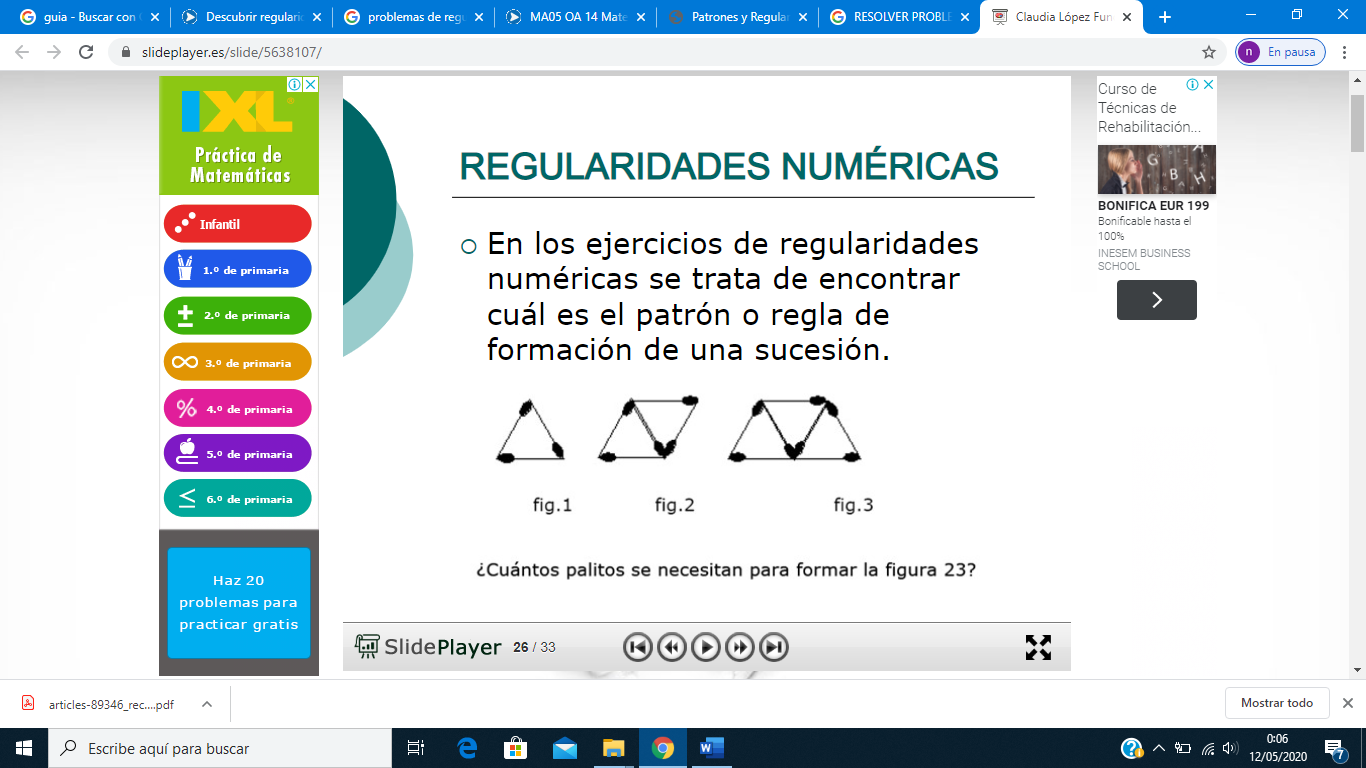 guia - Buscar con
Descubrir regulari
problemas de regu
MA05 OA 14 Mate
Patrones y Regular
RESOLVER PROBLE
Claudia López Fun
slideplayer.es/slide/5638107/
n
En pausa
IXL
Práctica de
Matemáticas
Infantil
1.º de primaria
2.º de primaria
3.º de primaria
4.º de primaria
5.º de primaria
6.º de primaria
Haz 20
problemas para
practicar gratis
REGULARIDADES NUMÉRICAS
En los ejercicios de regularidades
numéricas se trata de encontrar
cuál es el patrón o regla de
formación de una sucesión.
fig.1 fig.2 fig.3
¿Cuántos palitos se necesitan para formar la figura 23?
SlidePlayer 26 / 33
Curso de
Técnicas de
Rehabilitación...
BONIFICA EUR 199
Bonificable hasta el
100%
INESEM BUSINESS
SCHOOL
articles-89346_rec....pdf
Mostrar todo
Escribe aquí para buscar
0:06
12/05/2020
7